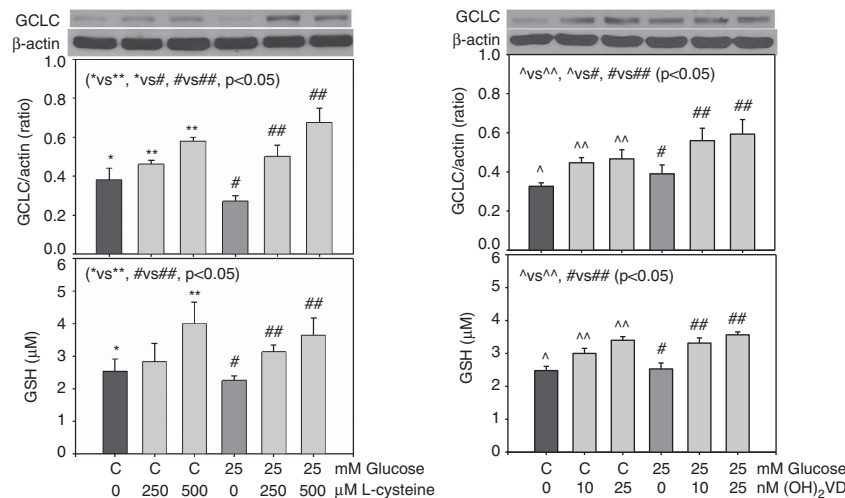 GCLC
β-actin
1.0
0.8
0.6
0.4
0.2
0.0
GCLC/actin (ratio)
(*vs**, *vs#, #vs##, p<0.05)
* ** ** # ## ##
6
5
4
3
2
1
0
GSH (μM)
(*vs**, #vs##, p<0.05)
* ** # ## ##
C C C 25 25 25 mM Glucose
0 250 500 0 250 500 μM L-cysteine
GCLC
β-actin
1.0
0.8
0.6
0.4
0.2
0.0
GCLC/actin (ratio)
^vs^^, ^vs#, #vs## (p<0.05)
^ ^^ ^^ # ## ##
6
5
4
3
2
1
0
GSH (μM)
^vs^^, #vs## (p<0.05)
^ ^^ ^^ # ## ##
C C C 25 25 25 mM Glucose
0 10 25 0 10 25 nM (OH)₂VD